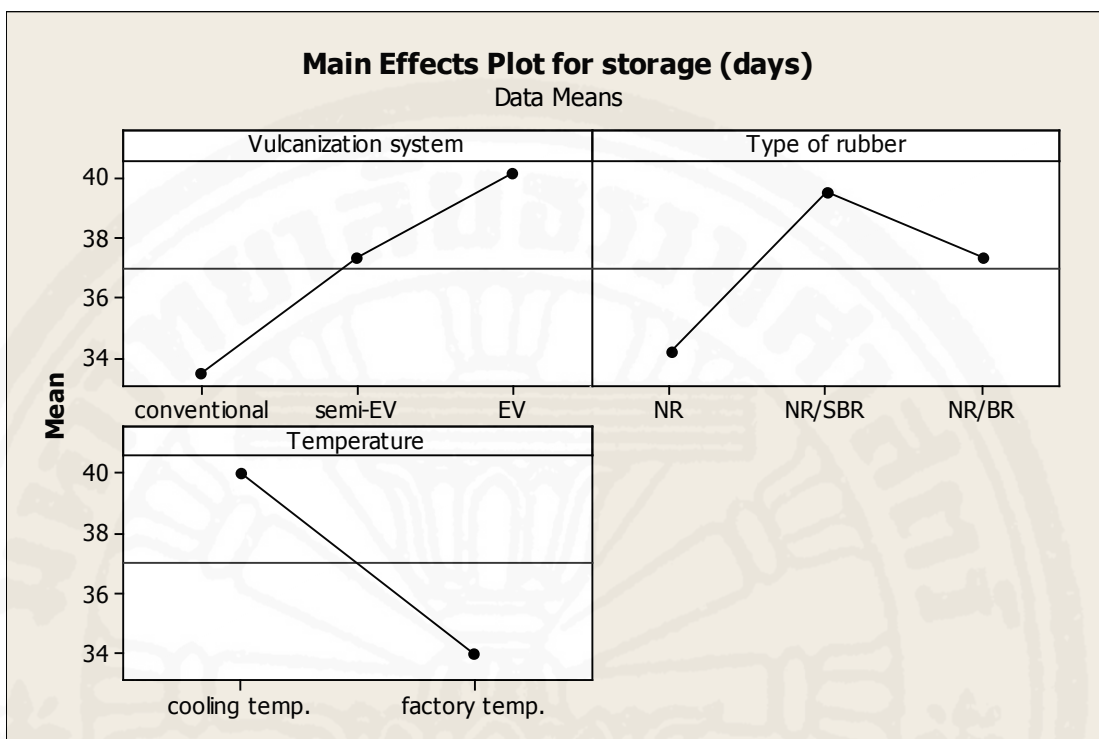 Main Effects Plot for storage (days)
Data Means
Vulcanization system
Type of rubber
40
38
36
34
conventional
semi-EV
EV
NR
NR/SBR
NR/BR
Mean
Temperature
40
38
36
34
cooling temp.
factory temp.